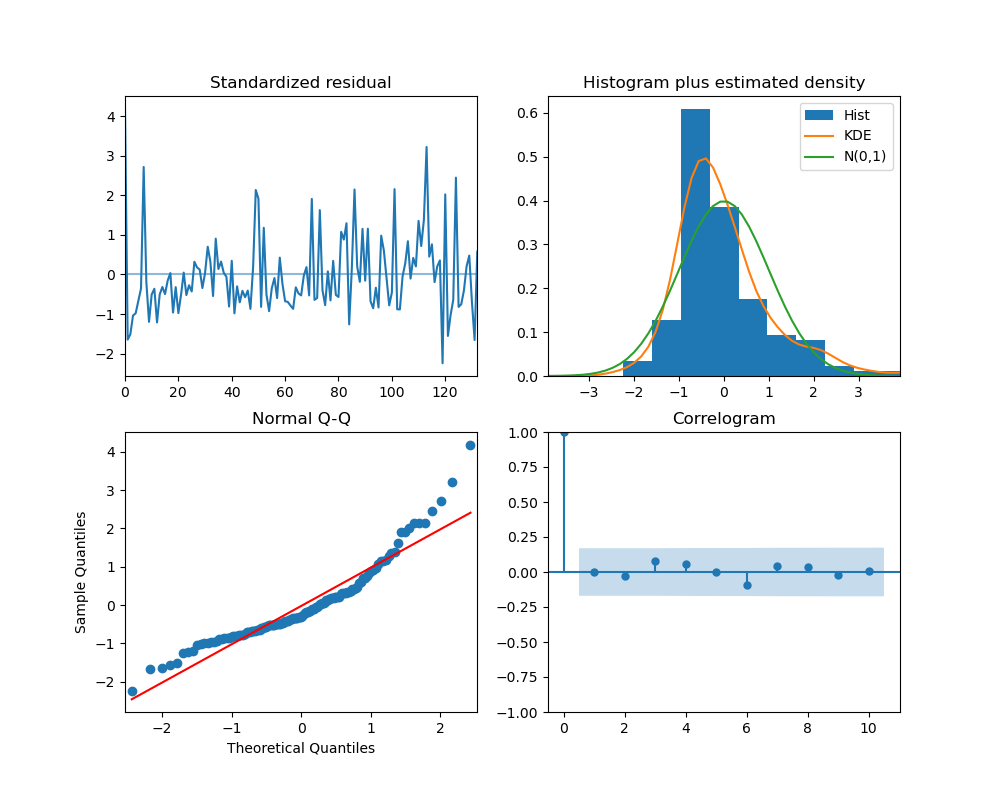 Standardized residual
4
3
2
1
0
−1
−2
0 20 40 60 80 100 120
Histogram plus estimated density
Hist
KDE
N(0,1)
0.6
0.5
0.4
0.3
0.2
0.1
0.0
−3 −2 −1 0 1 2 3
Normal Q-Q
Sample Quantiles
4
3
2
1
0
−1
−2
−2 −1 0 1 2
Theoretical Quantiles
Correlogram
1.00
0.75
0.50
0.25
0.00
−0.25
−0.50
−0.75
−1.00
0 2 4 6 8 10